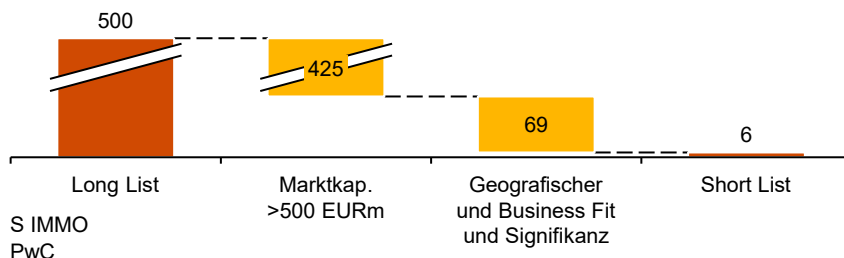 500
425
69
6
Long List
Marktkap.
>500 EURm
Geografischer
und Business Fit
und Signifikanz
Short List
S IMMO
PwC